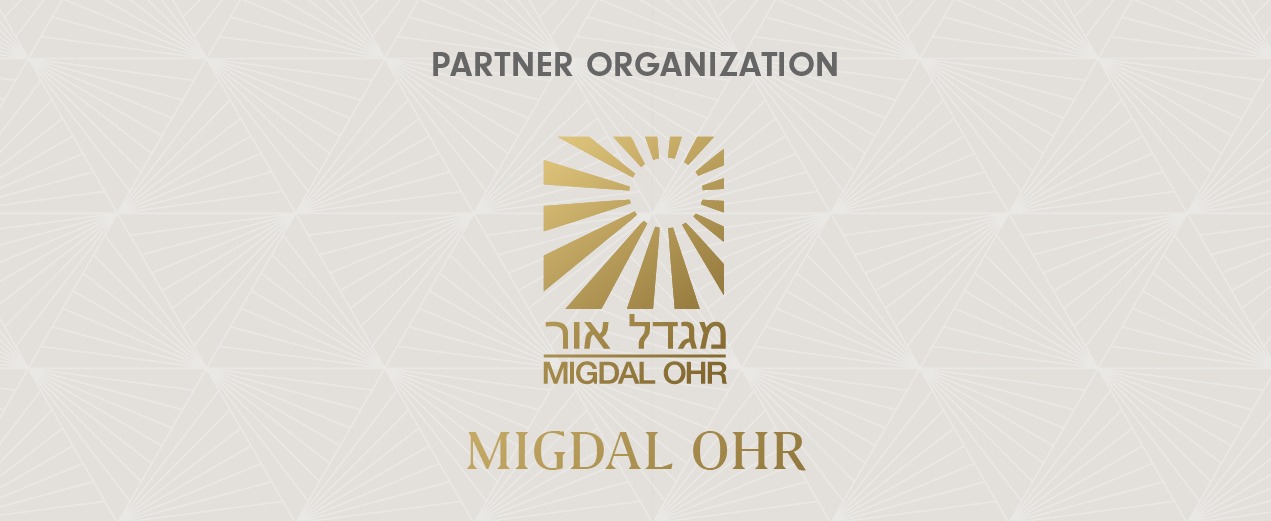 PARTNER ORGANIZATION
מגדל אור
MIGDAL OHR
MIGDAL OHR